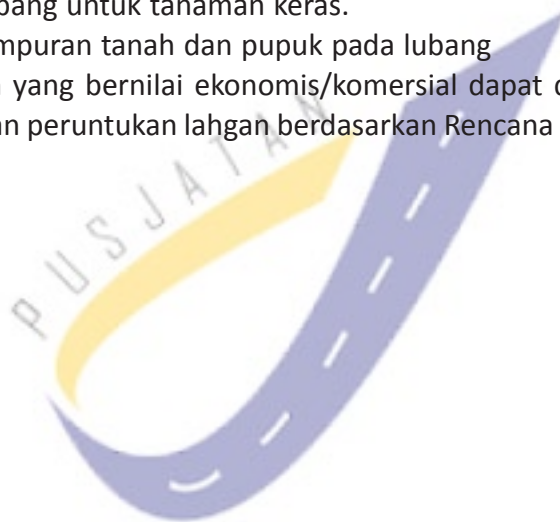 bang untuk tanaman keras.
mpuran tanah dan pupuk pada lubang
yang bernilai ekonomis/komersial dapat
an peruntukan lahgan berdasarkan Rencana
PUSJATAN